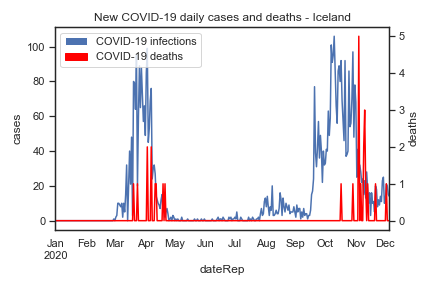 New COVID-19 daily cases and deaths - Iceland
COVID-19 infections
COVID-19 deaths
100
80
60
40
20
0
cases
5
4
3
2
1
0
deaths
Jan Feb Mar Apr May Jun Jul Aug Sep Oct Nov Dec
2020
dateRep